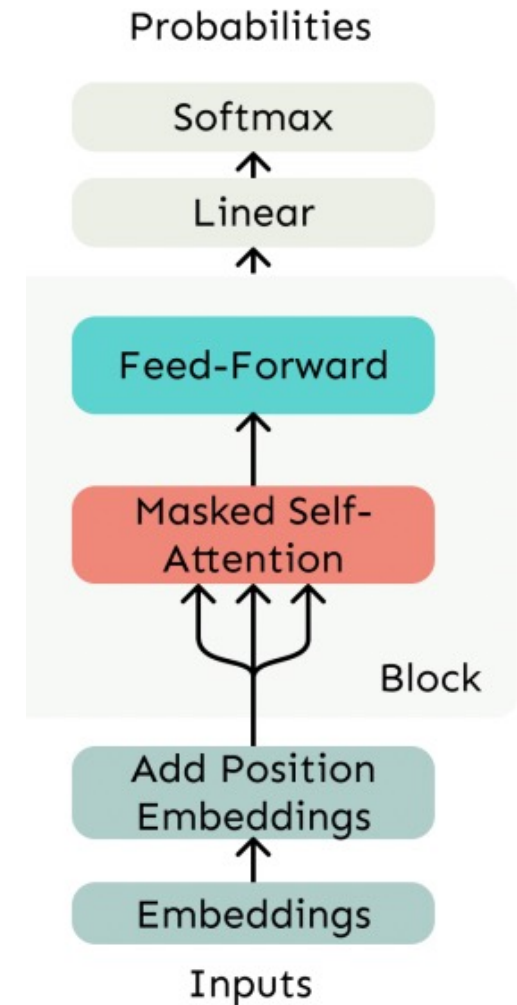 Probabilities
Softmax
Linear
Feed-Forward
Masked Self-
Attention
Block
Add Position
Embeddings
Embeddings
Inputs